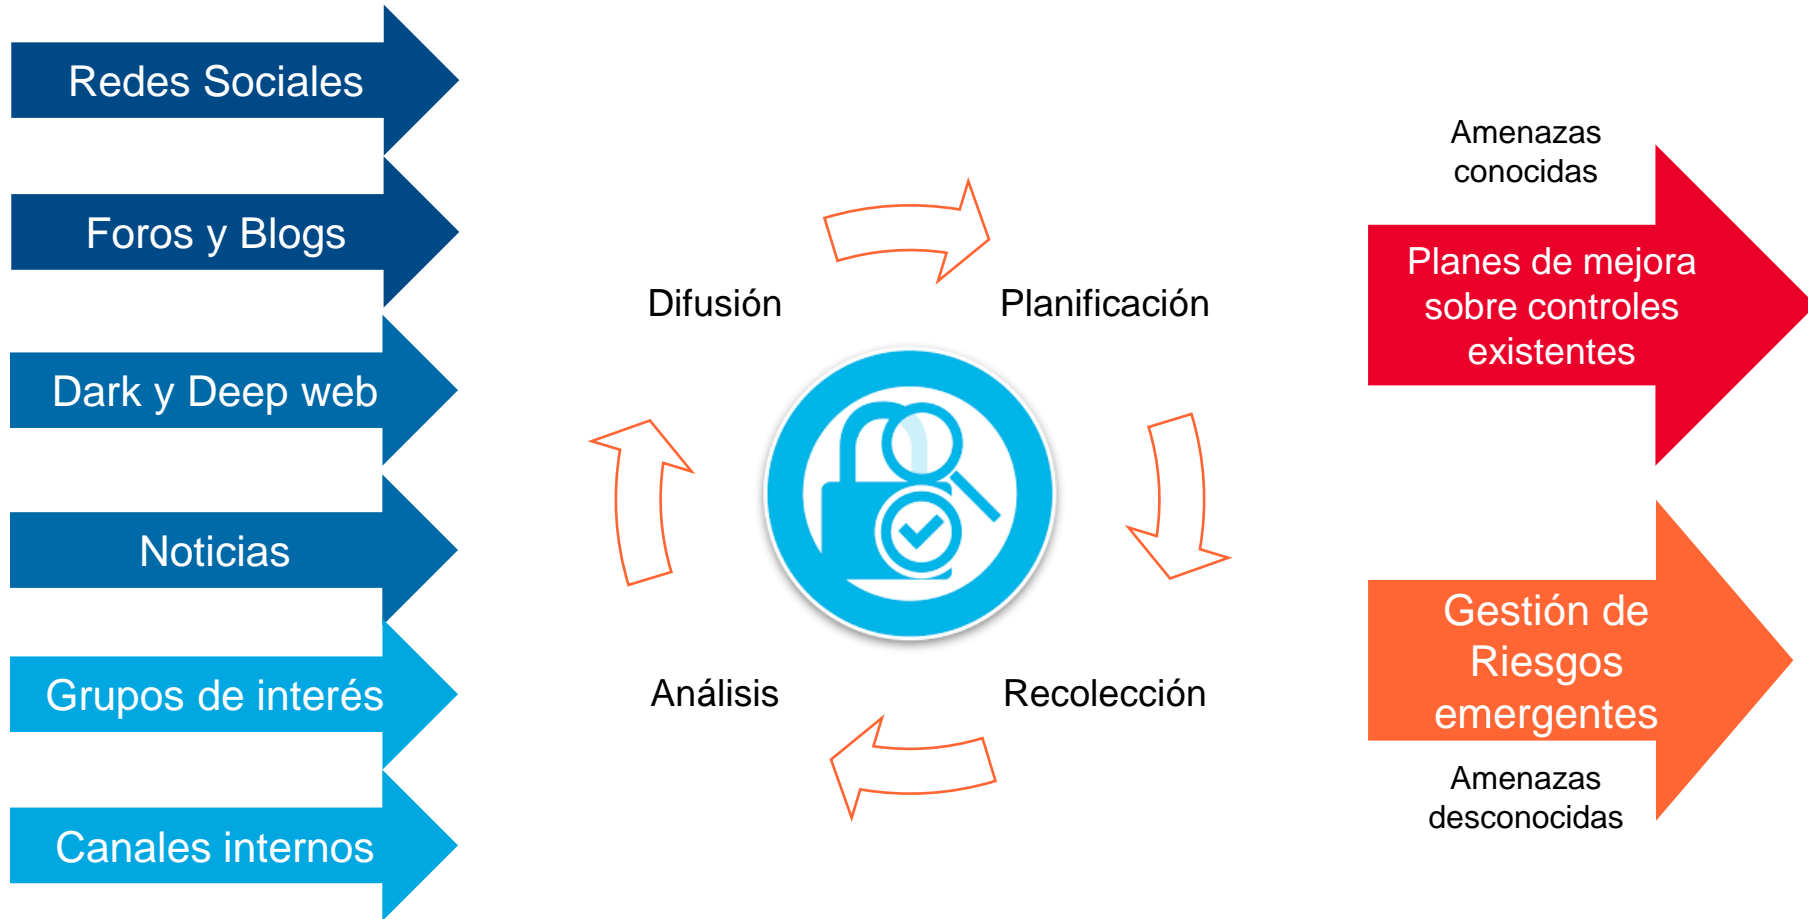 Redes Sociales
Foros y Blogs
Dark y Deep web
Noticias
Grupos de interés
Canales internos
Difusión
Planificación
Análisis
Recolección
Amenazas
conocidas
Planes de mejora
sobre controles
existentes
Gestión de
Riesgos
emergentes
Amenazas
desconocidas